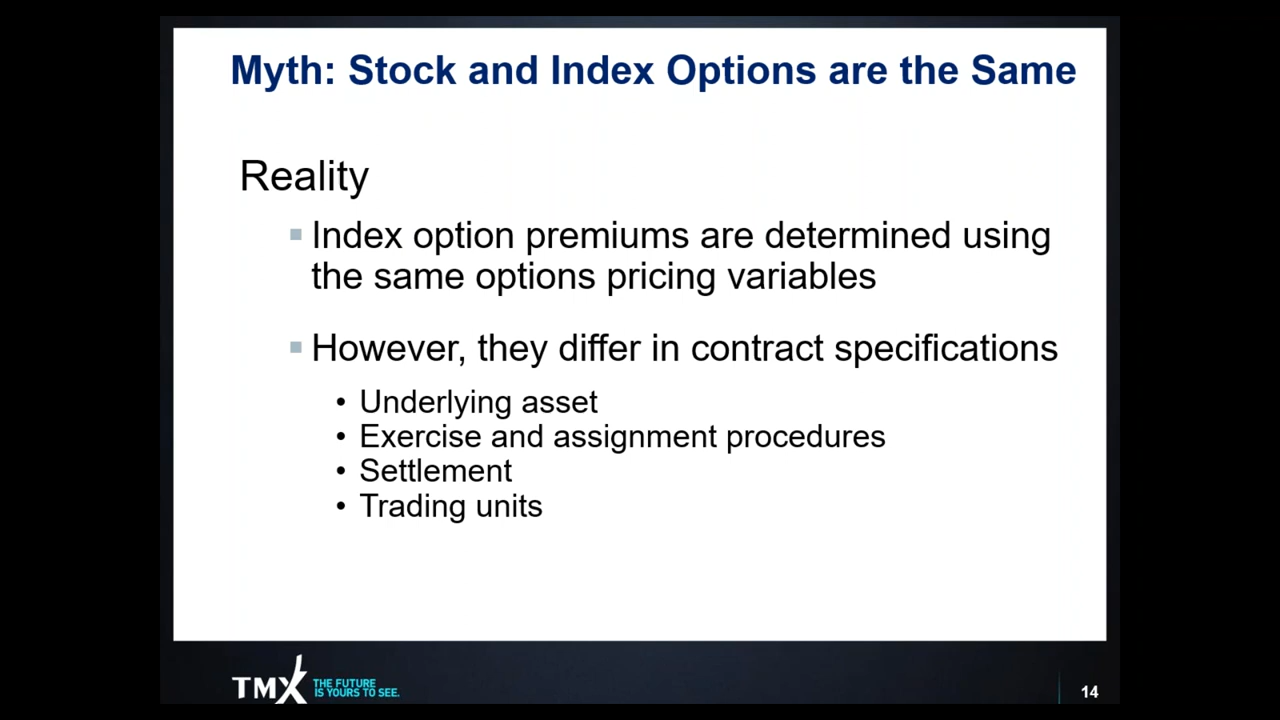 Myth: Stock and Index Options are the Same
Reality
Index option premiums are determined using
the same options pricing variables
However, they differ in contract specifications
• Underlying asset
• Exercise and assignment procedures
• Settlement
• Trading units
TMX
THE FUTURE
IS YOURS TO SEE.
14